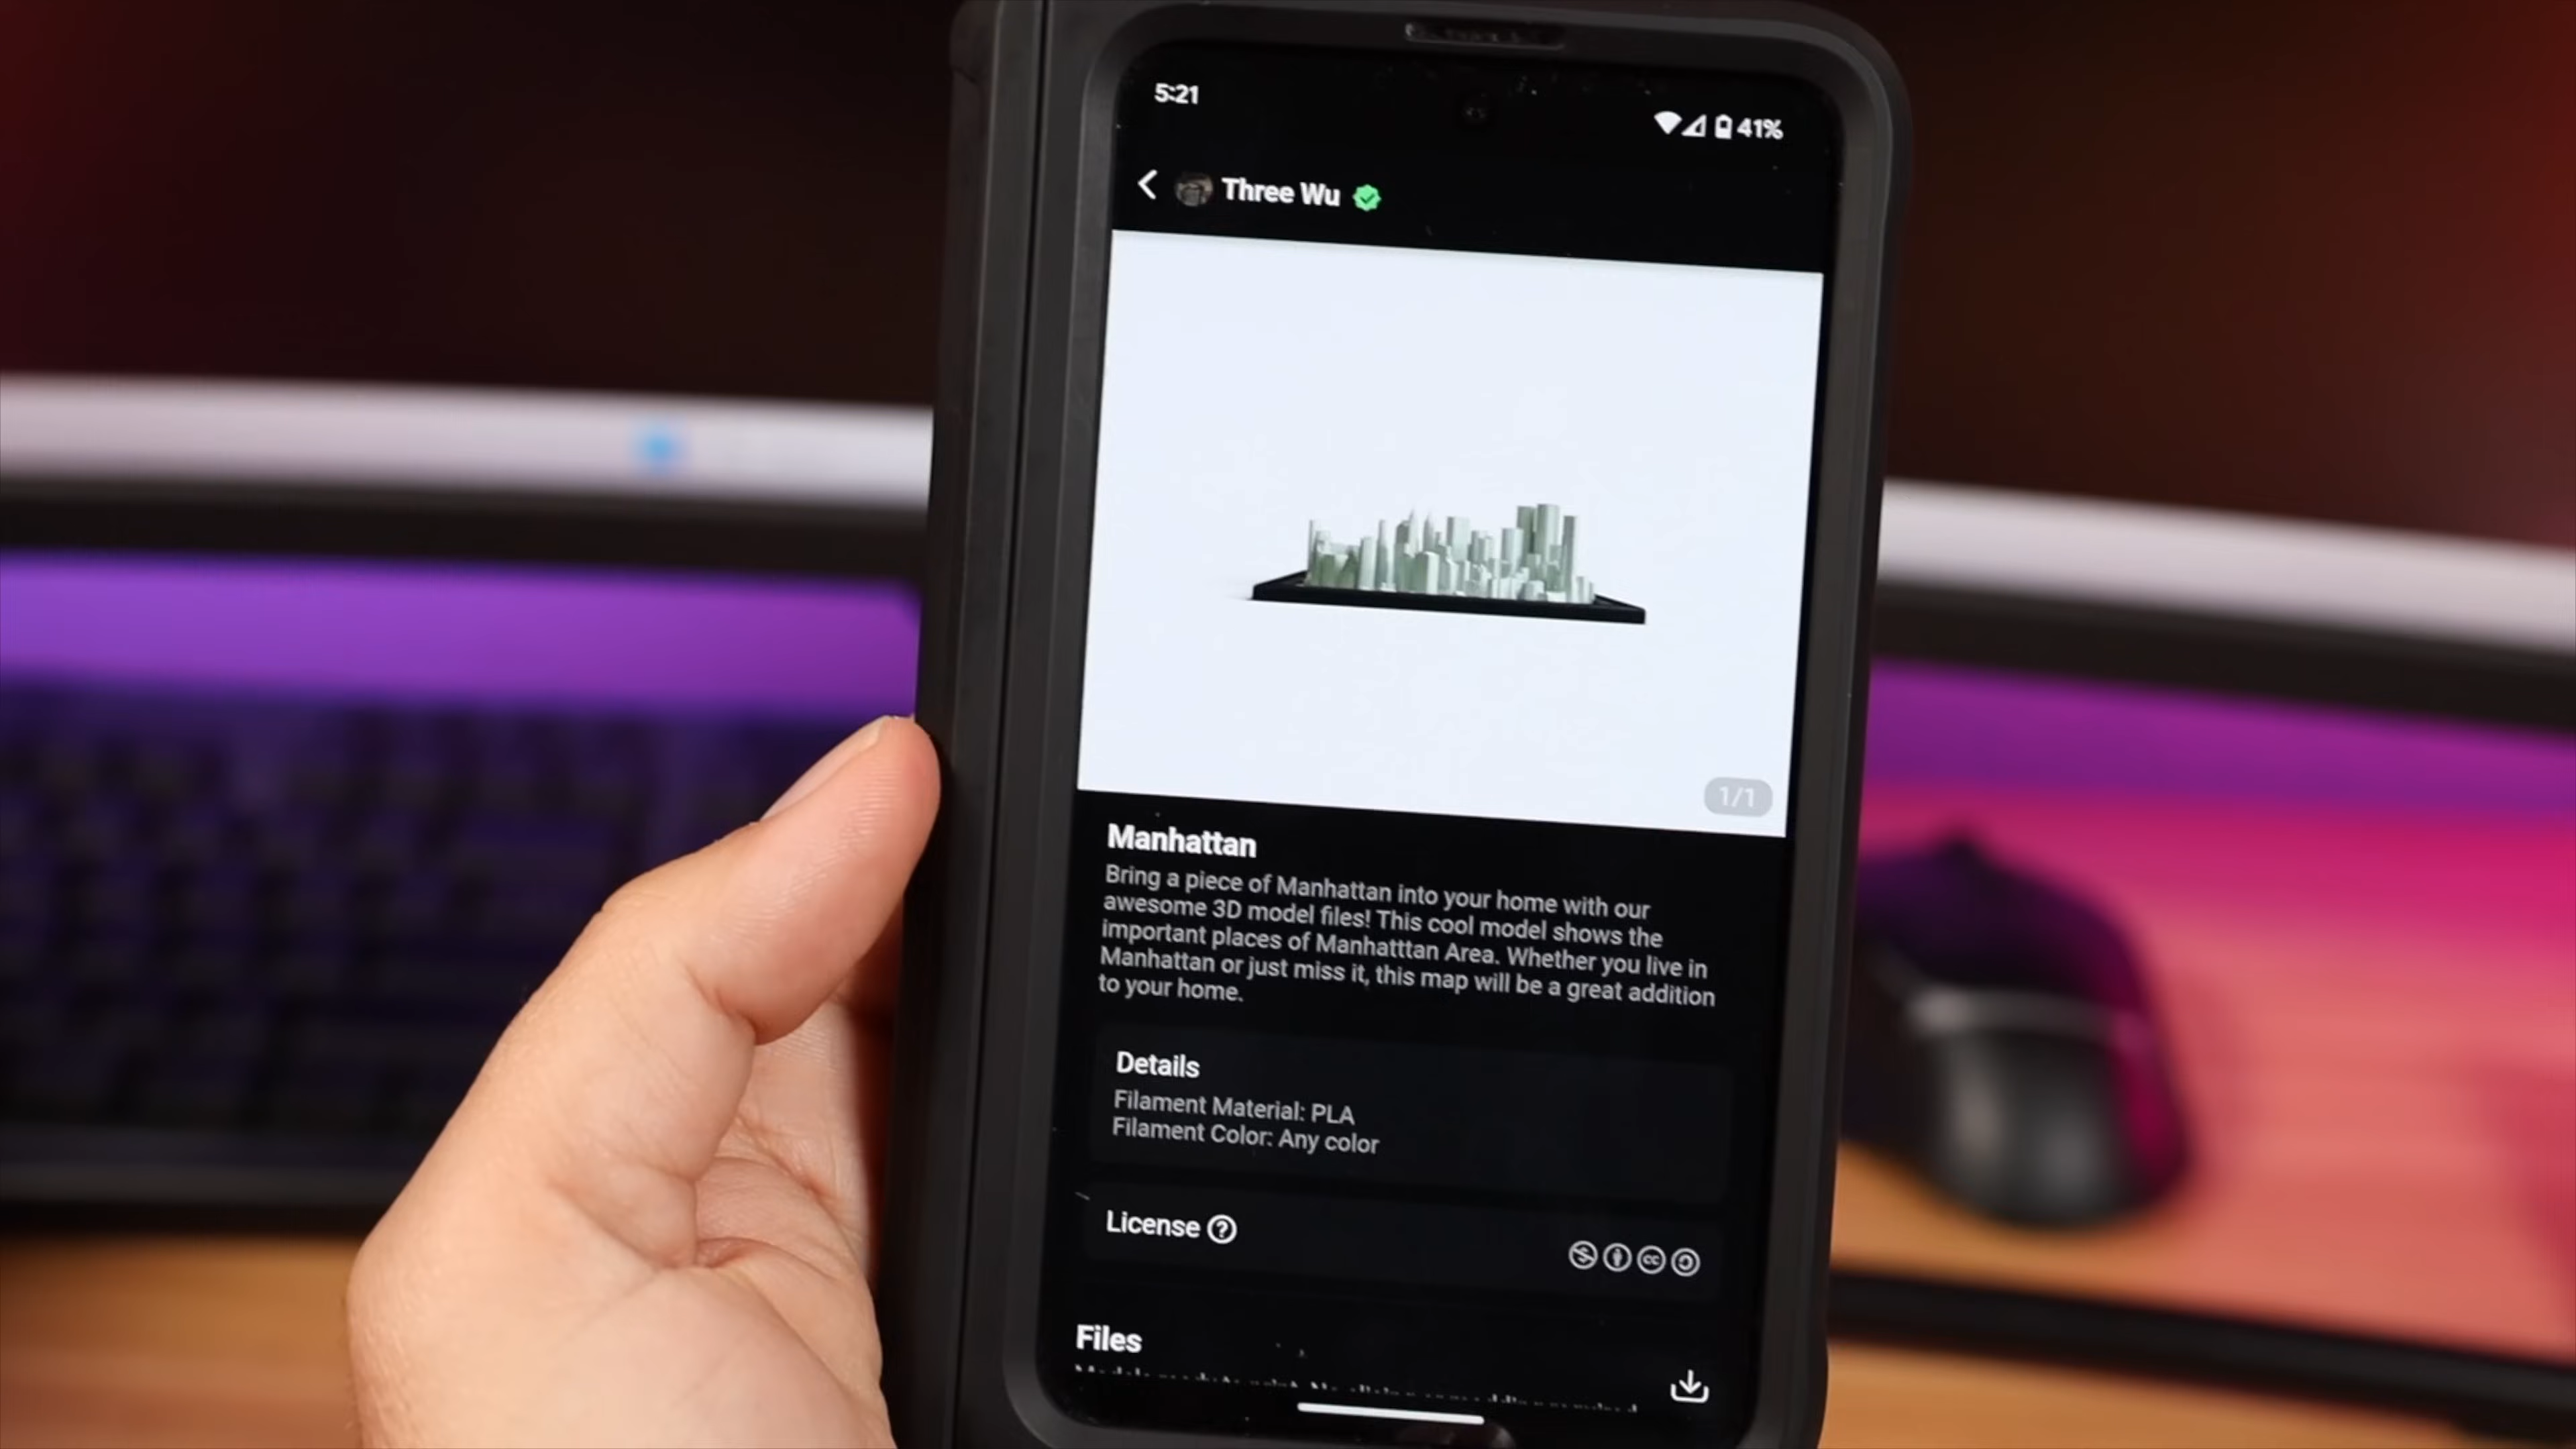 5:21
41%
Three Wu
1/1
Manhattan
Bring a piece of Manhattan into your home with our
awesome 3D model files! This cool model shows the
important places of Manhatttan Area. Whether you live in
Manhattan or just miss it, this map will be a great addition
to your home.
Details
Filament Material: PLA
Filament Color: Any color
License
Files